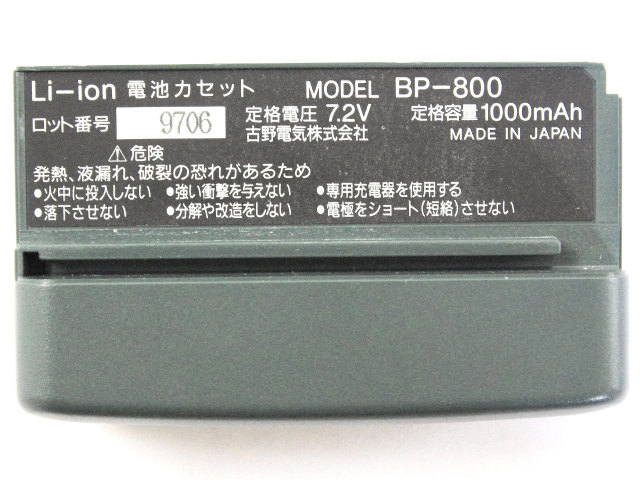 Li-ion 電池カセット MODEL BP-800
ロット番号 9706 定格電圧 7.2V 定格容量 1000mAh
古野電気株式会社 MADE IN JAPAN
⚠危険
発熱、液漏れ、破裂の恐れがあるため
●火中に投入しない ●強い衝撃を与えない ●専用充電器を使用する
●落下させない ●分解や改造をしない ●電極をショート(短絡)させない